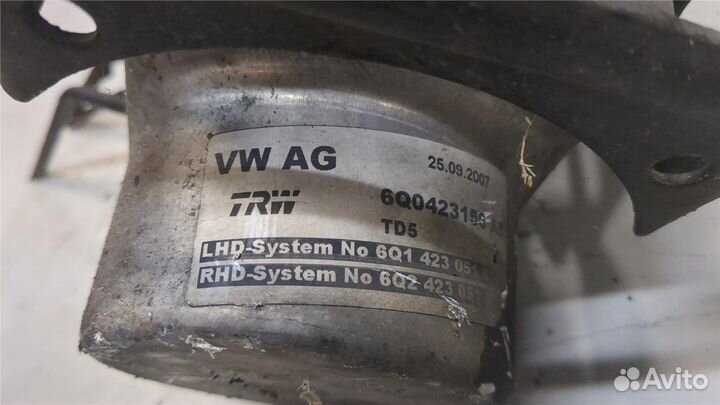 VW AG
25.09.2007
TRW
6Q0423156
TD5
LHD-System No 6Q1 423 051
RHD-System No 6Q2 423 051
Avito